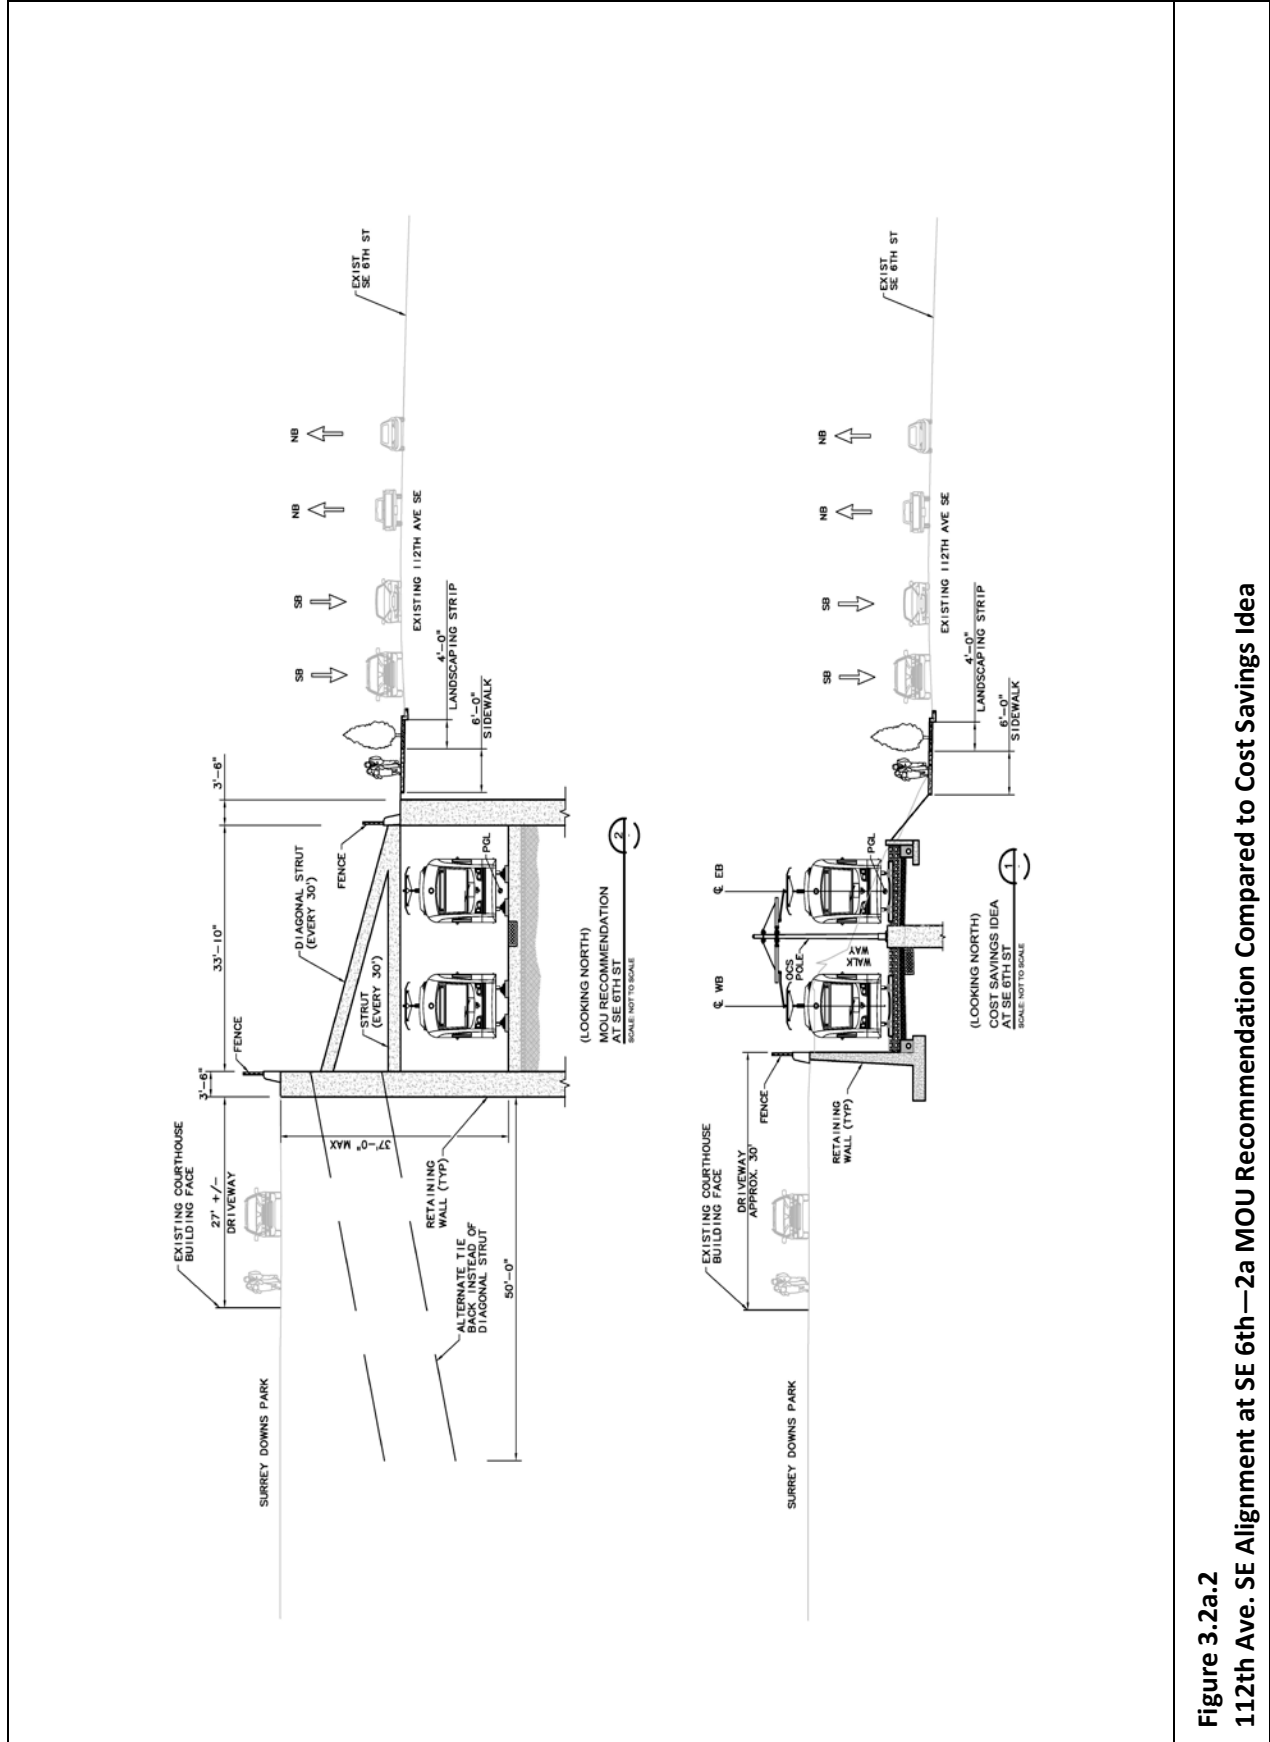 EXISTING COURTHOUSE
BUILDING FACE
27' +/-
DRIVEWAY
3'-6"
FENCE
33'-10"
3'-6"
DIAGONAL STRUT
(EVERY 30')
FENCE
STRUT
(EVERY 30')
SB
SB
NB
NB
EXIST
SE 6TH ST
SURREY DOWNS PARK
37'-0" MAX
EXISTING 112TH AVE SE
4'-0"
LANDSCAPING STRIP
6'-0"
SIDEWALK
PGL
RETAINING
WALL (TYP)
ALTERNATE TIE
BACK INSTEAD OF
DIAGONAL STRUT
50'-0"
(LOOKING NORTH)
MOU RECOMMENDATION
AT SE 6TH ST
SCALE: NOT TO SCALE
2
EXISTING COURTHOUSE
BUILDING FACE
DRIVEWAY
APPROX. 30'
FENCE
℄ WB
℄ EB
OCS
POLE
WALK
WAY
SB
SB
NB
NB
EXIST
SE 6TH ST
SURREY DOWNS PARK
RETAINING
WALL (TYP)
PGL
EXISTING 112TH AVE SE
4'-0"
LANDSCAPING STRIP
6'-0"
SIDEWALK
(LOOKING NORTH)
COST SAVINGS IDEA
AT SE 6TH ST
SCALE: NOT TO SCALE
1
Figure 3.2a.2
112th Ave. SE Alignment at SE 6th—2a MOU Recommendation Compared to Cost Savings Idea